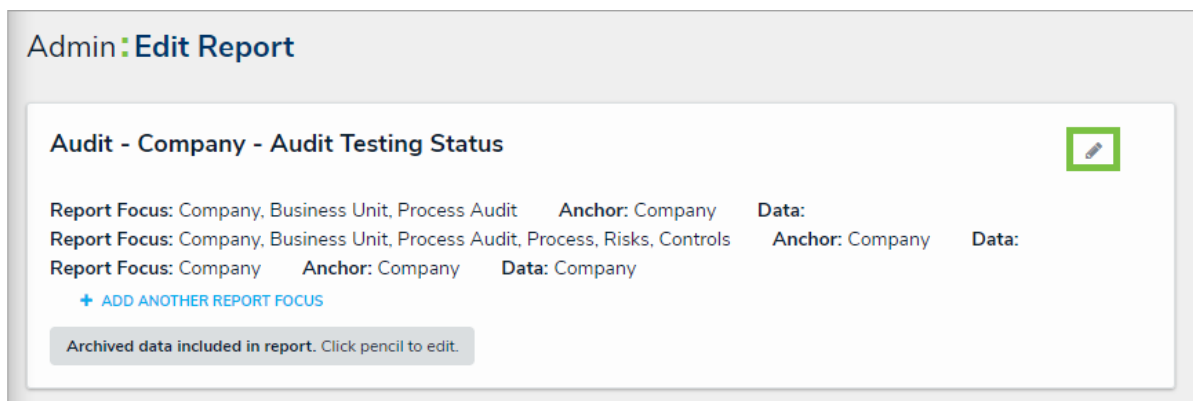 Admin:Edit Report
Audit - Company - Audit Testing Status
Report Focus: Company, Business Unit, Process Audit Anchor: Company Data:
Report Focus: Company, Business Unit, Process Audit, Process, Risks, Controls Anchor: Company Data:
Report Focus: Company Anchor: Company Data: Company
+ ADD ANOTHER REPORT FOCUS
Archived data included in report. Click pencil to edit.